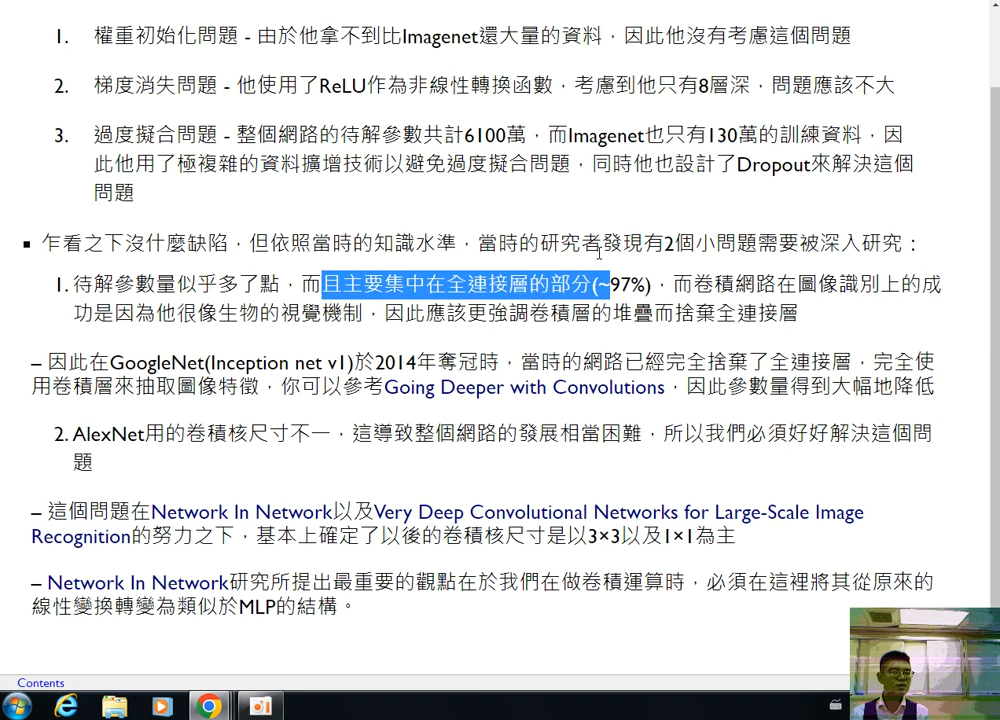 1. 權重初始化問題 - 由於他拿不到比Imagenet還大量的資料，因此他沒有考慮這個問題
2. 梯度消失問題 - 他使用了ReLU作為非線性轉換函數，考慮到他只有8層深，問題應該不大
3. 過度擬合問題 - 整個網路的待解參數共計6100萬，而Imagenet也只有130萬的訓練資料，因
此他用了極複雜的資料擴增技術以避免過度擬合問題，同時他也設計了Dropout來解決這個
問題
▪ 乍看之下沒什麼缺陷，但依照當時的知識水準，當時的研究者發現有2個小問題需要被深入研究：
1. 待解參數量似乎多了點，而且主要集中在全連接層的部分(~97%)，而卷積網路在圖像識別上的成
功是因為他很像生物的視覺機制，因此應該更強調卷積層的堆疊而捨棄全連接層
– 因此在GoogleNet(Inception net v1)於2014年奪冠時，當時的網路已經完全捨棄了全連接層，完全使
用卷積層來抽取圖像特徵，你可以參考Going Deeper with Convolutions，因此參數量得到大幅地降低
2. AlexNet用的卷積核尺寸不一，這導致整個網路的發展相當困難，所以我們必須好好解決這個問
題
– 這個問題在Network In Network以及Very Deep Convolutional Networks for Large-Scale Image
Recognition的努力之下，基本上確定了以後的卷積核尺寸是以3×3以及1×1為主
– Network In Network研究所提出最重要的觀點在於我們在做卷積運算時，必須在這裡將其從原來的
線性變換轉變為類似於MLP的結構。
Contents